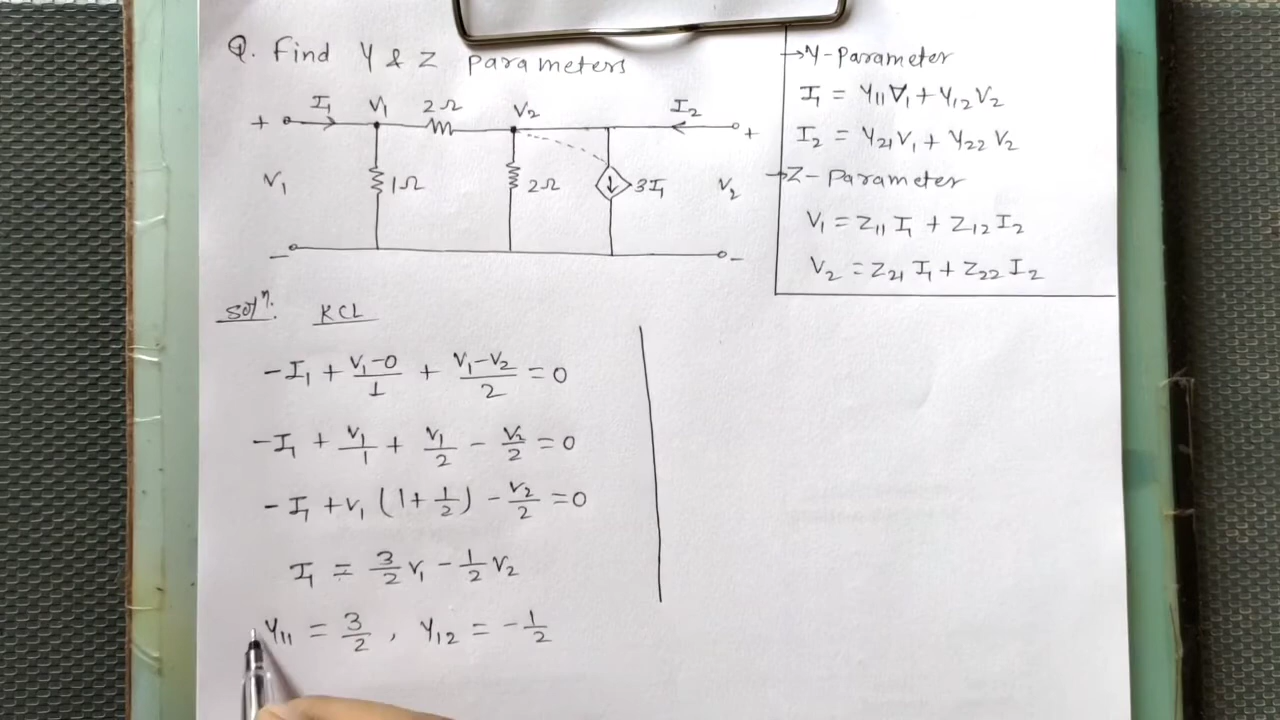 Q. Find Y & Z parameters
I₁ V₁ 2Ω V₂ I₂
+ +
V₁ 1Ω 2Ω 3I₁ V₂
- -
→Y-Parameter
I₁ = Y₁₁V₁ + Y₁₂V₂
I₂ = Y₂₁V₁ + Y₂₂V₂
→Z-Parameter
V₁ = Z₁₁ I₁ + Z₁₂ I₂
V₂ = Z₂₁ I₁ + Z₂₂ I₂
Solⁿ: KCL
-I₁ + (V₁-0)/1 + (V₁-V₂)/2 = 0
-I₁ + V₁/1 + V₁/2 - V₂/2 = 0
-I₁ + V₁ (1 + 1/2) - V₂/2 = 0
I₁ = 3/2 V₁ - 1/2 V₂
Y₁₁ = 3/2 , Y₁₂ = -1/2